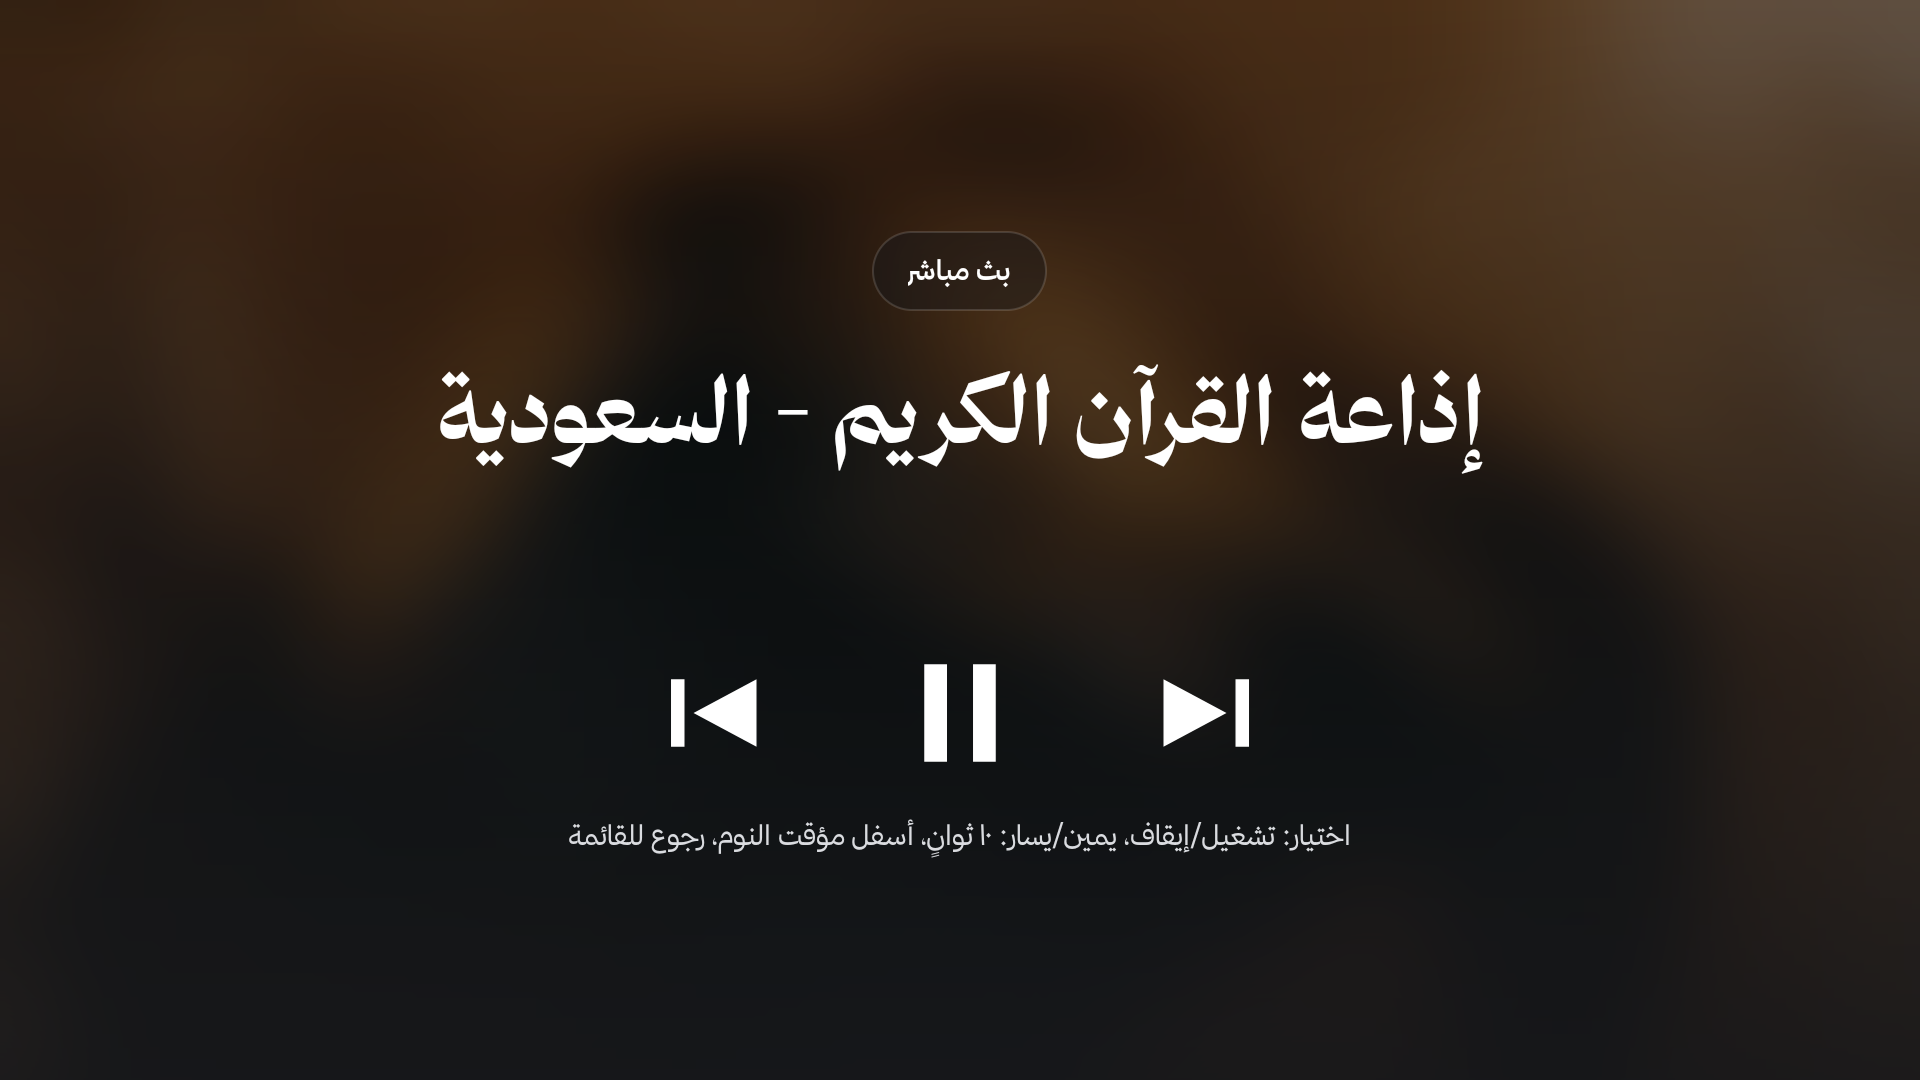 بث مباشر
إذاعة القرآن الكريم - السعودية
اختيار: تشغيل/إيقاف، يمين/يسار: ١٠ ثوانٍ، أسفل مؤقت النوم، رجوع للقائمة